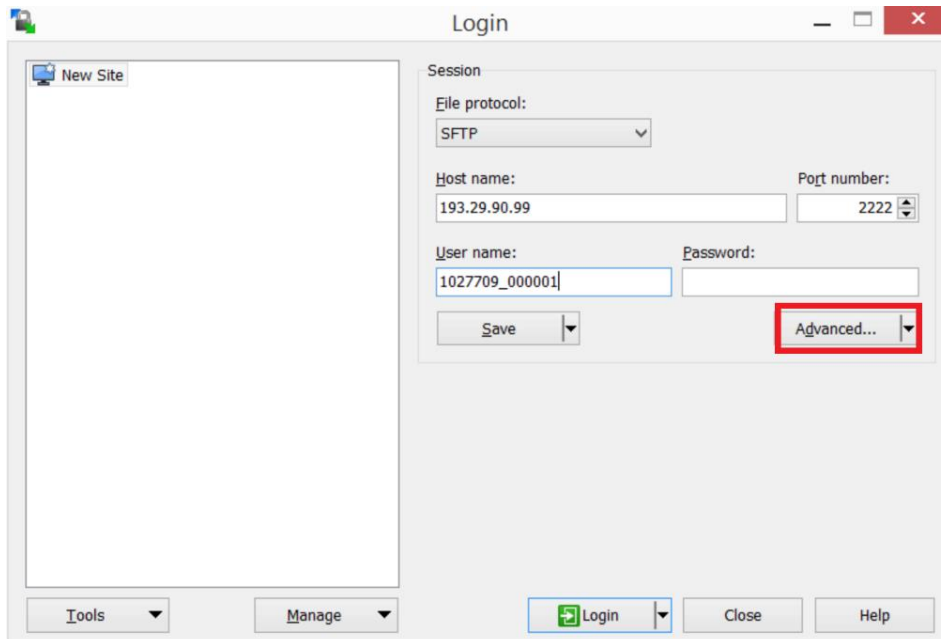 Login
New Site
Session
File protocol:
SFTP
Host name:
Port number:
193.29.90.99
2222
User name:
Password:
1027709_000001
Save
Advanced...
Tools
Manage
Login
Close
Help